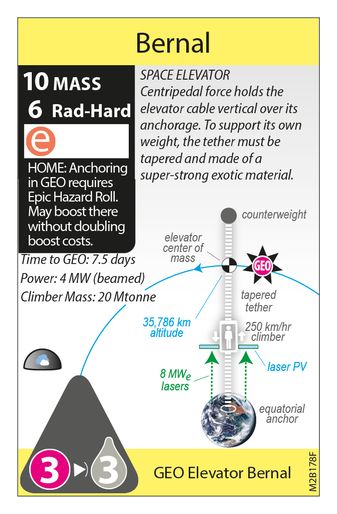 Bernal
10 MASS
6 Rad-Hard
e
HOME: Anchoring
in GEO requires
Epic Hazard Roll.
May boost there
without doubling
boost costs.
SPACE ELEVATOR
Centripedal force holds the
elevator cable vertical over its
anchorage. To support its own
weight, the tether must be
tapered and made of a
super-strong exotic material.
Time to GEO: 7.5 days
Power: 4 MW (beamed)
Climber Mass: 20 Mtonne
counterweight
elevator
center of
mass
GEO
35,786 km
altitude
tapered
tether
250 km/hr
climber
laser PV
8 MWe
lasers
equatorial
anchor
3 3
GEO Elevator Bernal
M2B178F